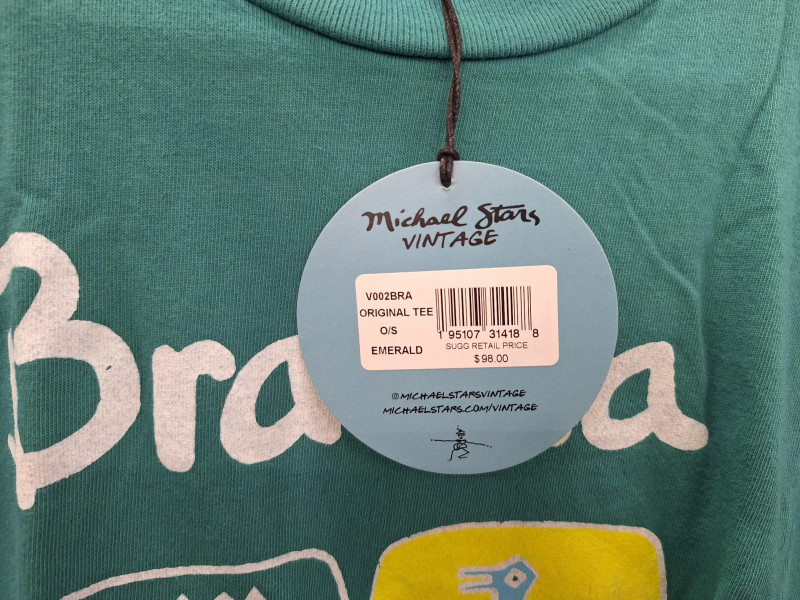 Michael Stars
VINTAGE
V002BRA
ORIGINAL TEE
O/S
EMERALD
1 95107 31418 8
SUGG RETAIL PRICE
$98.00
@MICHAELSTARSVINTAGE
MICHAELSTARS.COM/VINTAGE